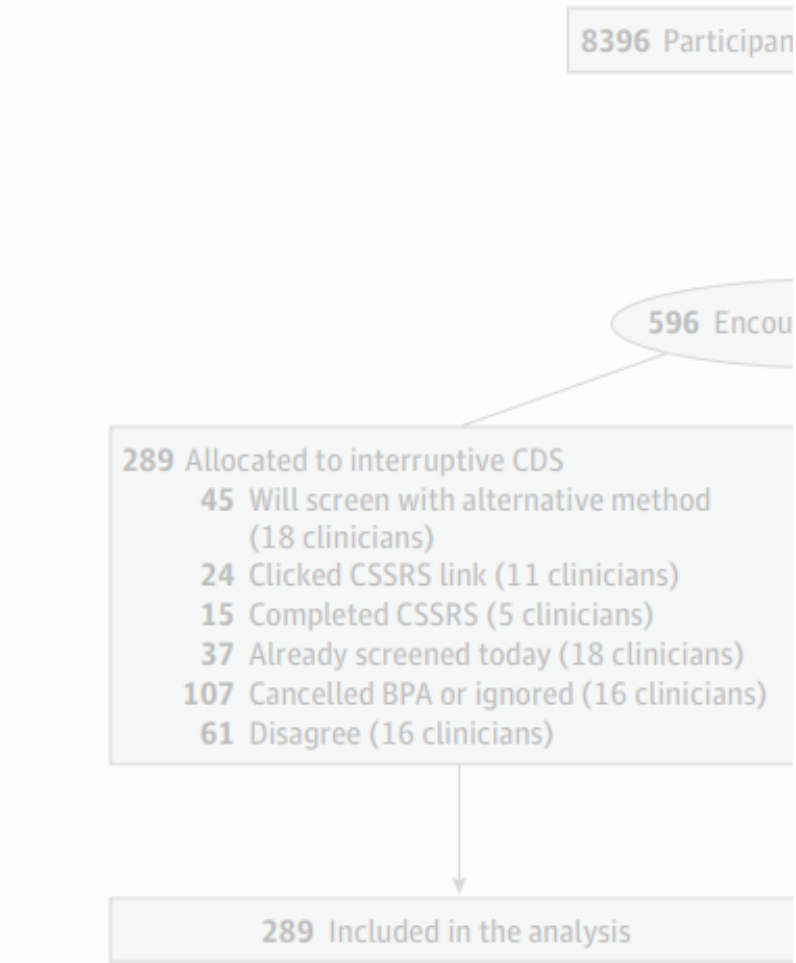 8396 Participan
596 Encou
289 Allocated to interruptive CDS
45 Will screen with alternative method
(18 clinicians)
24 Clicked CSSRS link (11 clinicians)
15 Completed CSSRS (5 clinicians)
37 Already screened today (18 clinicians)
107 Cancelled BPA or ignored (16 clinicians)
61 Disagree (16 clinicians)
289 Included in the analysis